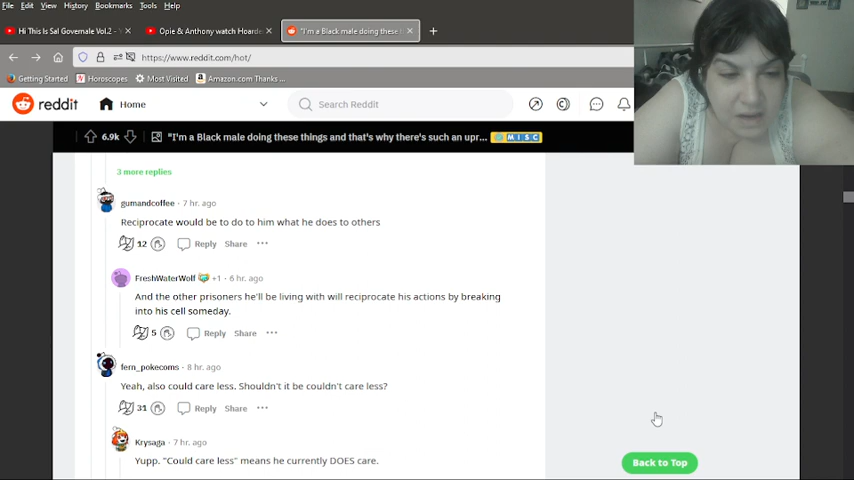 File Edit View History Bookmarks Tools Help
Hi This Is Sal Governale Vol.2 - Y
Opie & Anthony watch Hoarde
"I'm a Black male doing these t
https://www.reddit.com/hot/
Getting Started
Horoscopes
Most Visited
Amazon.com Thanks ...
reddit
Home
Search Reddit
6.9k
"I'm a Black male doing these things and that's why there's such an upr...
MISC
3 more replies
gumandcoffee · 7 hr. ago
Reciprocate would be to do to him what he does to others
12 Reply Share ...
FreshWaterWolf +1 · 6 hr. ago
And the other prisoners he'll be living with will reciprocate his actions by breaking
into his cell someday.
5 Reply Share ...
fern_pokecoms · 8 hr. ago
Yeah, also could care less. Shouldn't it be couldn't care less?
31 Reply Share ...
Krysaga · 7 hr. ago
Yupp. "Could care less" means he currently DOES care.
Back to Top